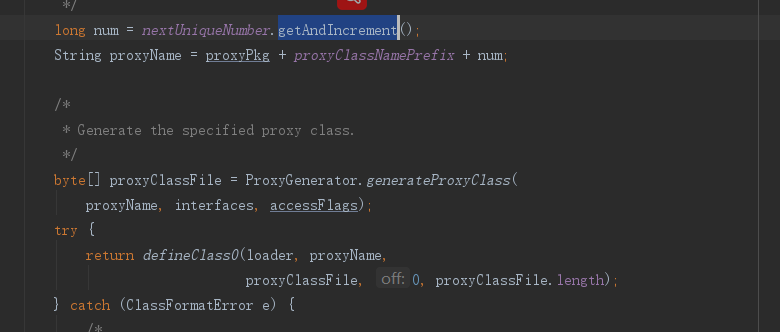 */
long num = nextUniqueNumber.getAndIncrement();
String proxyName = proxyPkg + proxyClassNamePrefix + num;
/*
* Generate the specified proxy class.
*/
byte[] proxyClassFile = ProxyGenerator.generateProxyClass(
proxyName, interfaces, accessFlags);
try {
return defineClass0(loader, proxyName,
proxyClassFile, off: 0, proxyClassFile.length);
} catch (ClassFormatError e) {
/*